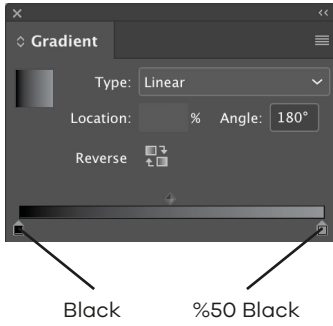 Gradient
Type: Linear
Location: % Angle: 180°
Reverse
Black %50 Black